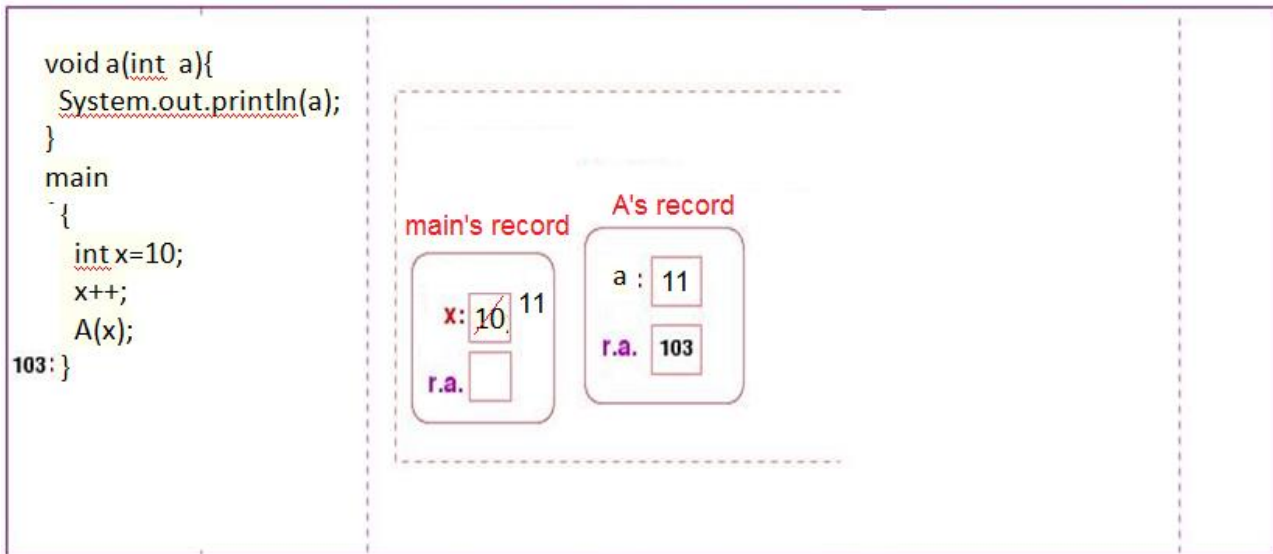 void a(int a){
System.out.println(a);
}
main
{
int x=10;
x++;
A(x);
103: }
main's record
x: 10 11
r.a.
A's record
a : 11
r.a. 103